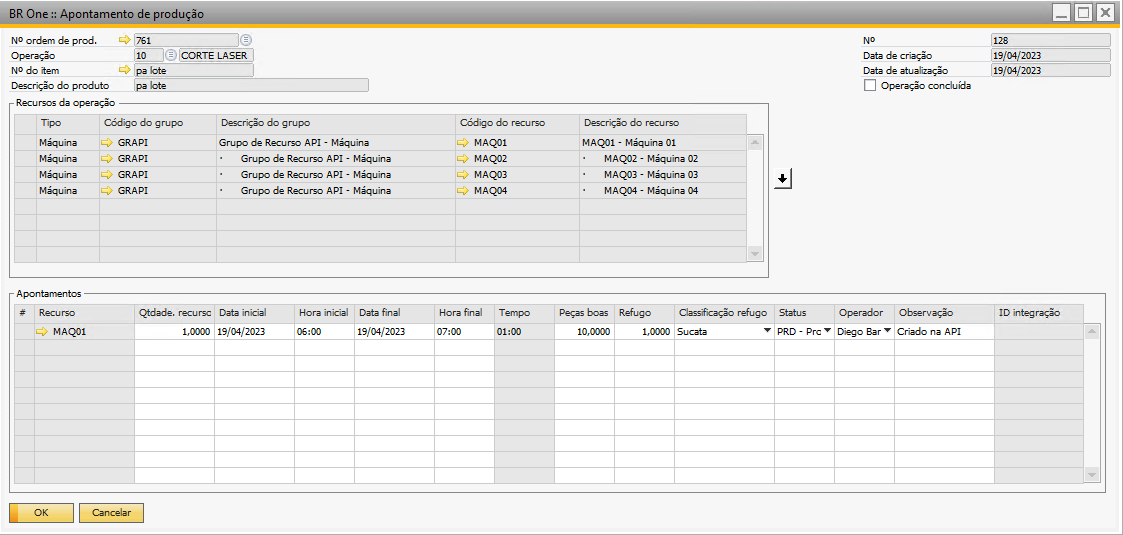 BR One :: Apontamento de produção
Nº ordem de prod. 761 Nº 128
Operação 10 CORTE LASER Data de criação 19/04/2023
Nº do item pa lote Data de atualização 19/04/2023
Descrição do produto pa lote Operação concluída
Recursos da operação
Tipo Código do grupo Descrição do grupo Código do recurso Descrição do recurso
Máquina GRAPI Grupo de Recurso API - Máquina MAQ01 MAQ01 - Máquina 01
Máquina GRAPI Grupo de Recurso API - Máquina MAQ02 MAQ02 - Máquina 02
Máquina GRAPI Grupo de Recurso API - Máquina MAQ03 MAQ03 - Máquina 03
Máquina GRAPI Grupo de Recurso API - Máquina MAQ04 MAQ04 - Máquina 04
Apontamentos
# Recurso Qtdade. recurso Data inicial Hora inicial Data final Hora final Tempo Peças boas Refugo Classificação refugo Status Operador Observação ID integração
MAQ01 1,0000 19/04/2023 06:00 19/04/2023 07:00 01:00 10,0000 1,0000 Sucata PRD - Prc Diego Bar Criado na API
OK Cancelar